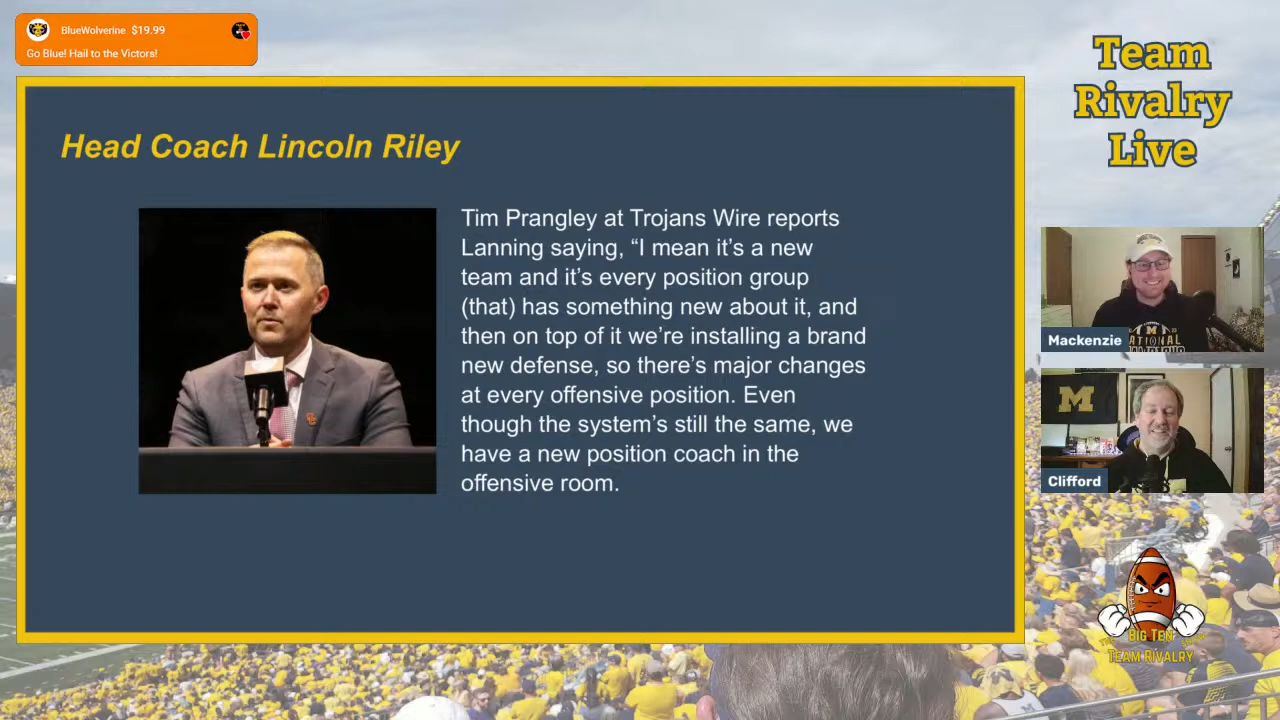 BlueWolverine $19.99
Go Blue! Hail to the Victors!
Team
Rivalry
Live
Head Coach Lincoln Riley
Tim Prangley at Trojans Wire reports
Lanning saying, “I mean it’s a new
team and it’s every position group
(that) has something new about it, and
then on top of it we’re installing a brand
new defense, so there’s major changes
at every offensive position. Even
though the system’s still the same, we
have a new position coach in the
offensive room.
Mackenzie
M
Clifford
BIG TEN
TEAM RIVALRY